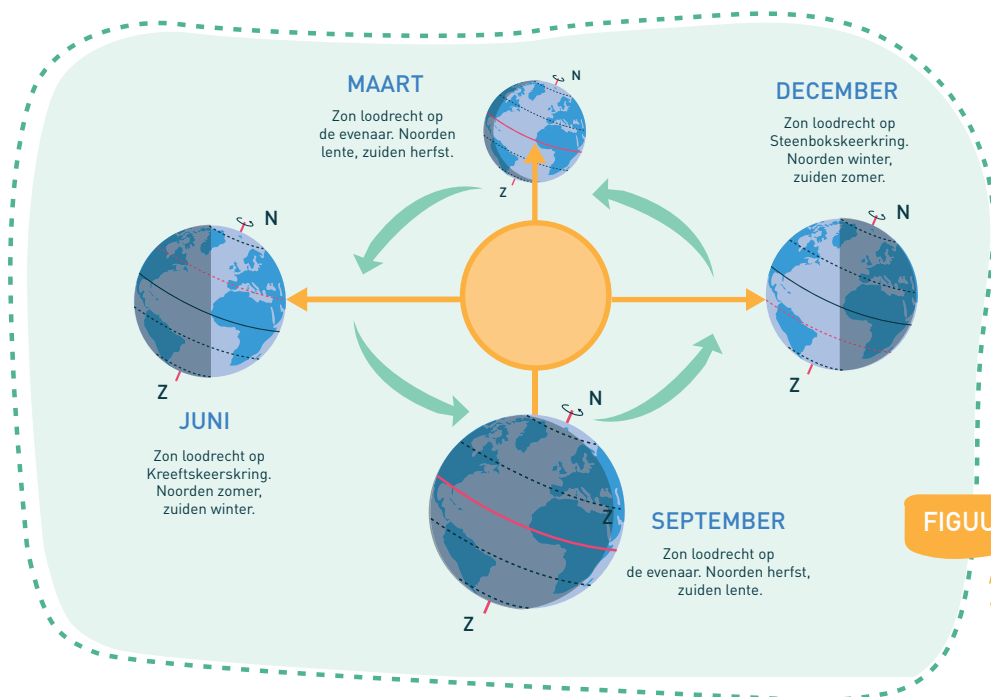 MAART
Zon loodrecht op
de evenaar. Noorden
lente, zuiden herfst.
N
Z
DECEMBER
Zon loodrecht op
Steenbokskeerkring.
Noorden winter,
zuiden zomer.
N
Z
N
Z
JUNI
Zon loodrecht op
Kreeftskeerskring.
Noorden zomer,
zuiden winter.
N
Z
Z
SEPTEMBER
Zon loodrecht op
de evenaar. Noorden herfst,
zuiden lente.
FIGUU